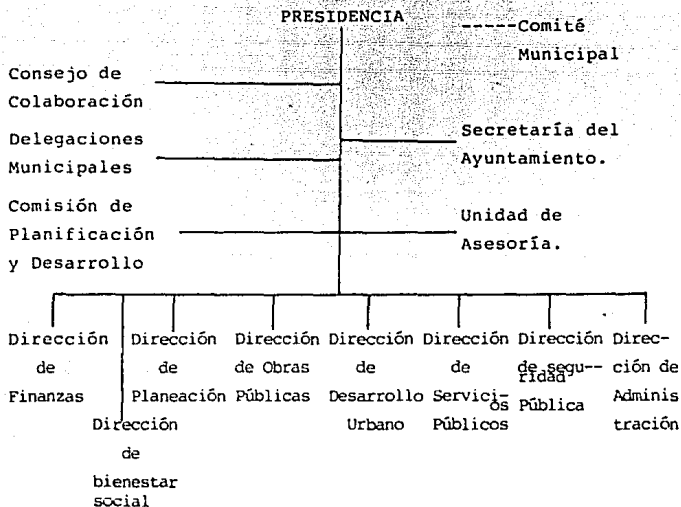 PRESIDENCIA
-----Comité
Municipal
Consejo de
Colaboración
Secretaría del
Ayuntamiento.
Delegaciones
Municipales
Comisión de
Planificación
y Desarrollo
Unidad de
Asesoría.
Dirección
de
Finanzas
Dirección
de
bienestar
social
Dirección
de
Planeación
Dirección
de Obras
Públicas
Dirección
de
Desarrollo
Urbano
Dirección
de
Servici-
os
Públicos
Dirección
de segu--
ridad
Pública
Direc-
ción de
Adminis
tración